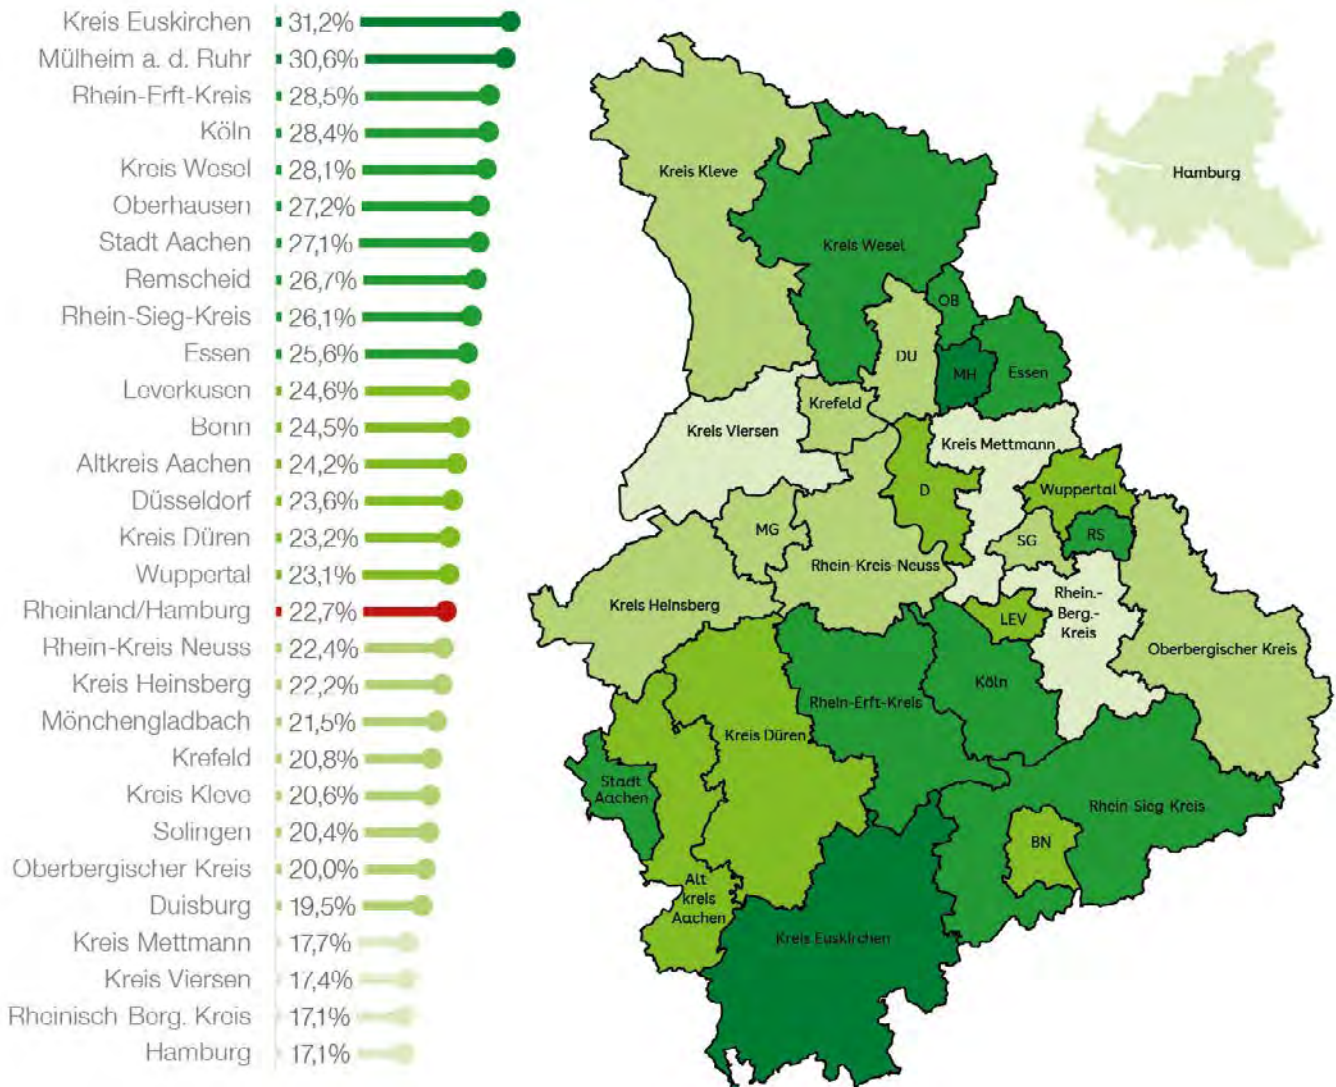 Kreis Euskirchen 31,2%
Mülheim a. d. Ruhr 30,6%
Rhein-Erft-Kreis 28,5%
Köln 28,4%
Kreis Wesel 28,1%
Oberhausen 27,2%
Stadt Aachen 27,1%
Remscheid 26,7%
Rhein-Sieg-Kreis 26,1%
Essen 25,6%
Leverkusen 24,6%
Bonn 24,5%
Altkreis Aachen 24,2%
Düsseldorf 23,6%
Kreis Düren 23,2%
Wuppertal 23,1%
Rheinland/Hamburg 22,7%
Rhein-Kreis Neuss 22,4%
Kreis Heinsberg 22,2%
Mönchengladbach 21,5%
Krefeld 20,8%
Kreis Kleve 20,6%
Solingen 20,4%
Oberbergischer Kreis 20,0%
Duisburg 19,5%
Kreis Mettmann 17,7%
Kreis Viersen 17,4%
Rheinisch Berg. Kreis 17,1%
Hamburg 17,1%
Kreis Kleve
Hamburg
Kreis Wesel
OB
DU
MH
Essen
Krefeld
Kreis Viersen
Kreis Mettmann
D
Wuppertal
MG
SG
RS
Rhein-Kreis-Neuss
Kreis Heinsberg
LEV
Rhein.-
Berg.-
Kreis
Oberbergischer Kreis
Köln
Rhein-Erft-Kreis
Kreis Düren
Stadt
Aachen
Rhein-Sieg-Kreis
BN
Alt
kreis
Aachen
Kreis Euskirchen